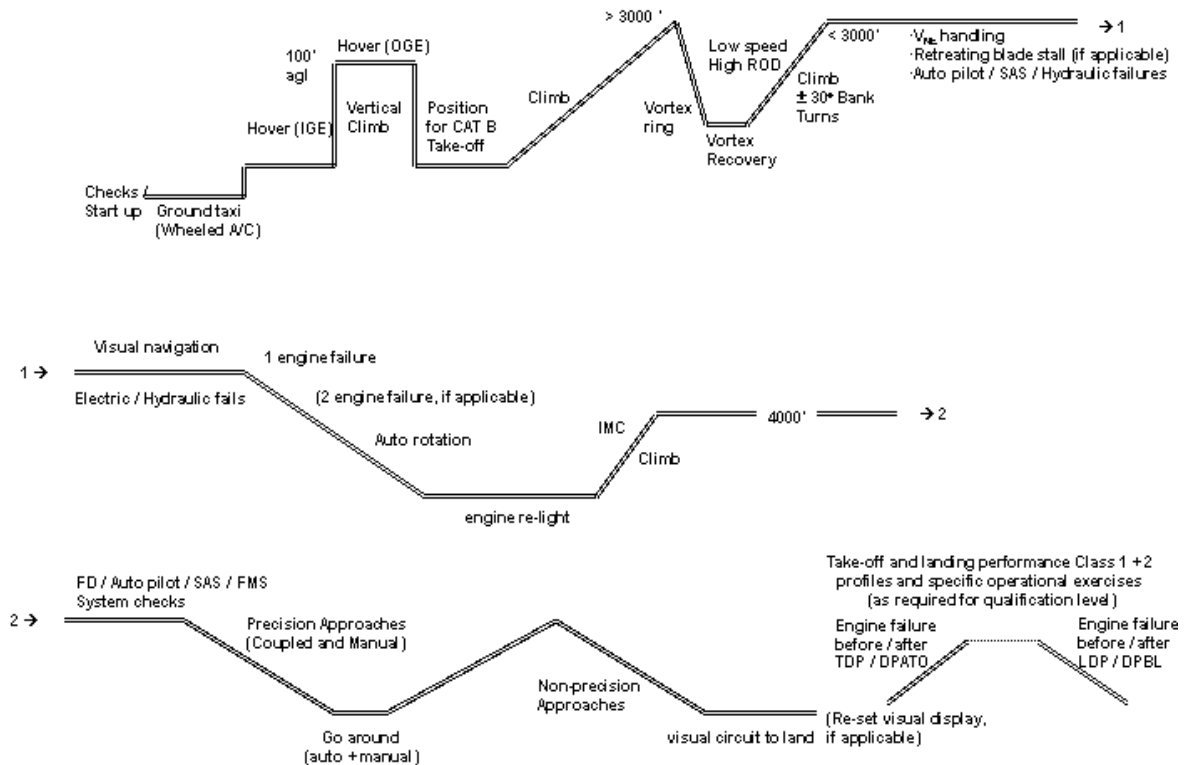 > 3000 '
→ 1
Hover (OGE)
100'
agl
Low speed
High ROD
< 3000'
·VNE handling
·Retreating blade stall (if applicable)
·Auto pilot / SAS / Hydraulic failures
Climb
Climb
± 30° Bank
Turns
Vertical
Climb
Position
for CAT B
Take-off
Vortex
ring
Hover (IGE)
Vortex
Recovery
Checks /
Start up
Ground taxi
(Wheeled A/C)
Visual navigation
1 engine failure
1 →
Electric / Hydraulic fails
(2 engine failure, if applicable)
Auto rotation
IMC
Climb
4000'
→ 2
engine re-light
FD / Auto pilot / SAS / FMS
System checks
2 →
Precision Approaches
(Coupled and Manual)
Go around
(auto + manual)
Non-precision
Approaches
visual circuit to land
(Re-set visual display,
if applicable)
Take-off and landing performance Class 1 + 2
profiles and specific operational exercises
(as required for qualification level)
Engine failure
before / after
TDP / DPATO
Engine failure
before / after
LDP / DPBL